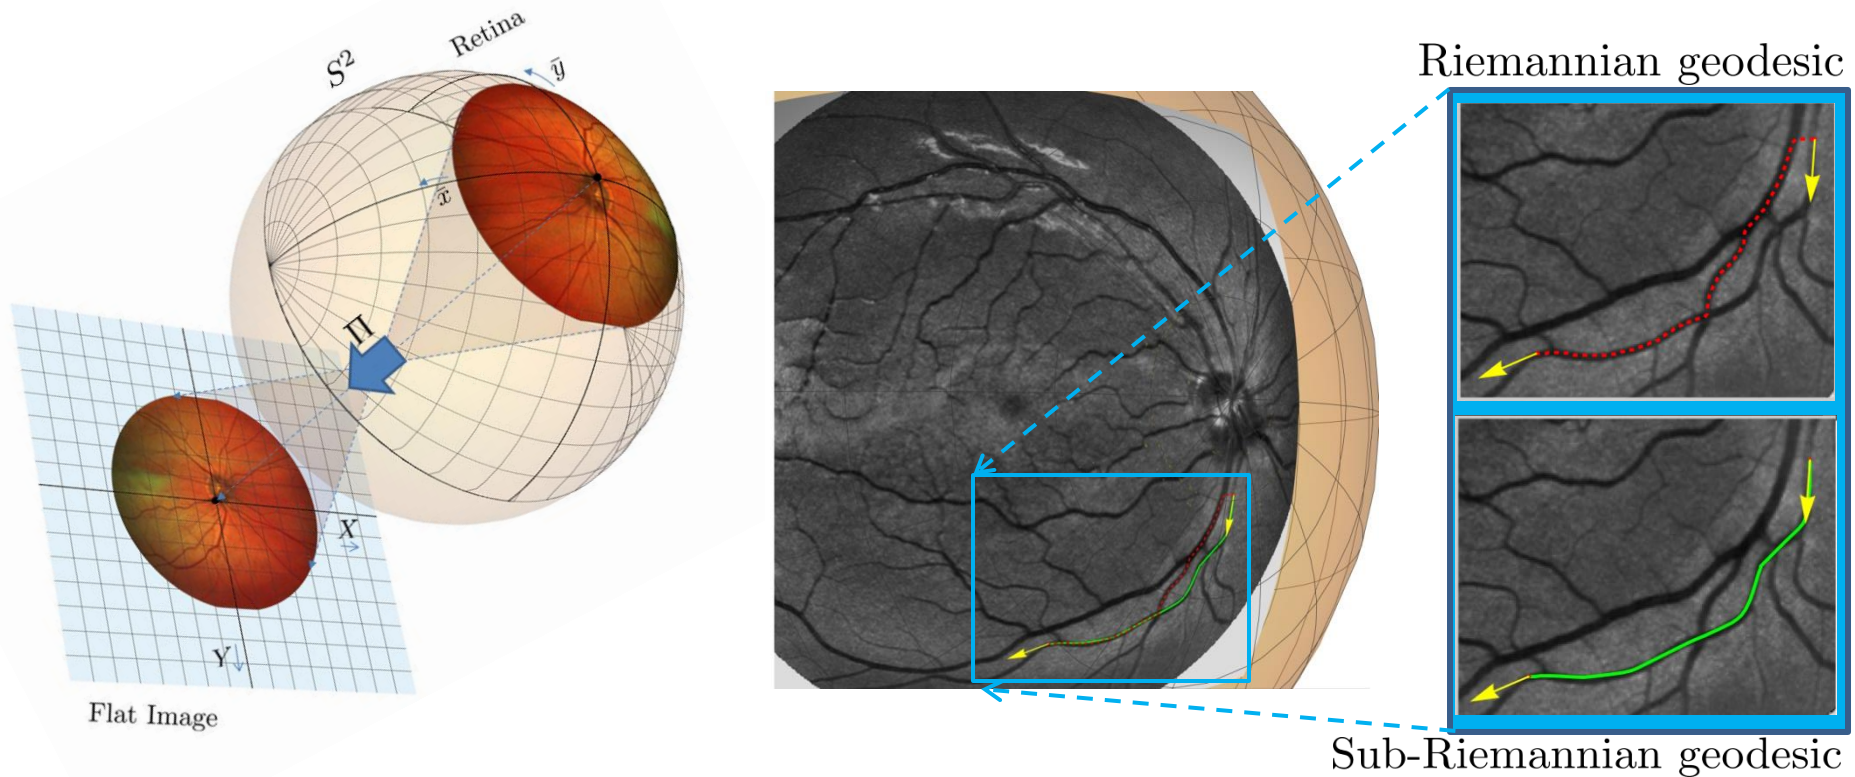 S²
Retina
y̅
x̅
Π
X
Y
Flat Image
Riemannian geodesic
Sub-Riemannian geodesic